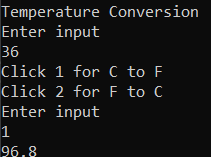 Temperature Conversion
Enter input
36
Click 1 for C to F
Click 2 for F to C
Enter input
1
96.8